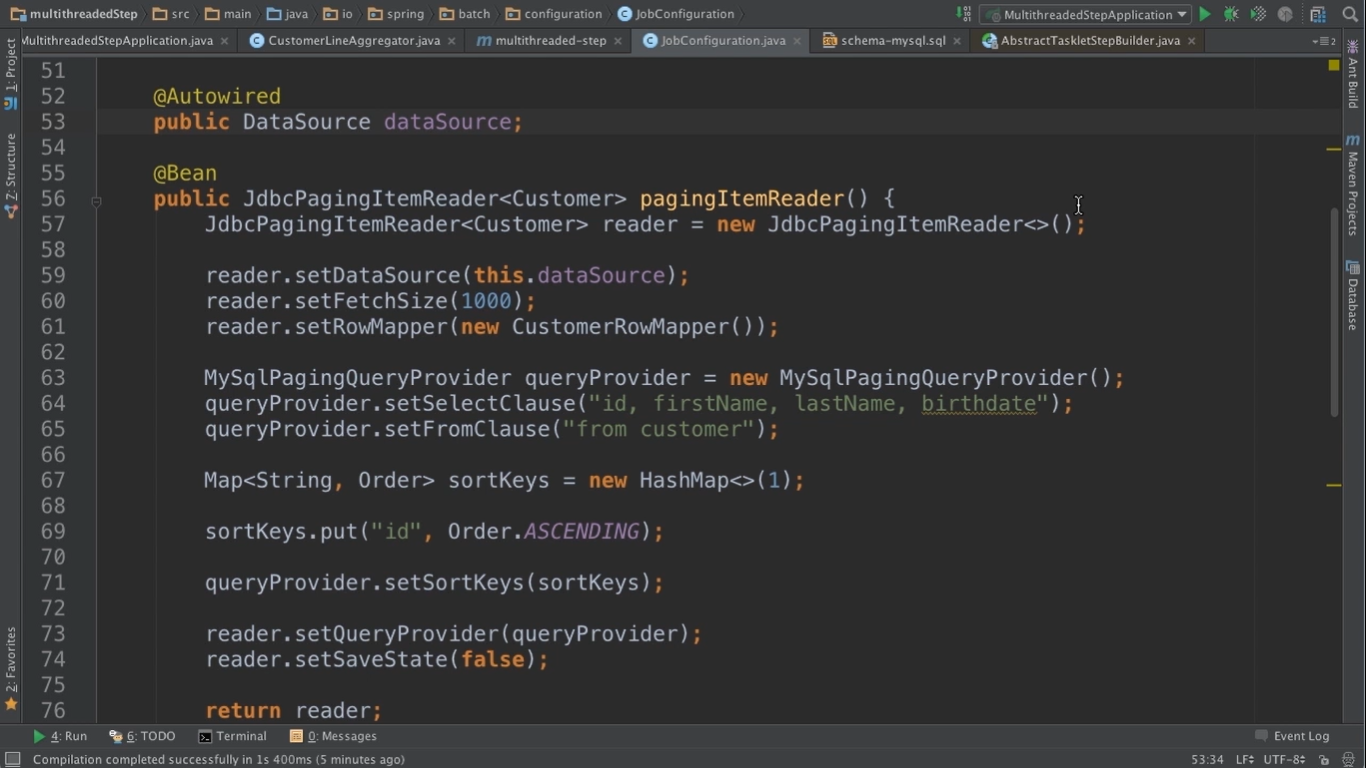 multithreadedStep src main java io spring batch configuration JobConfiguration MultithreadedStepApplication
MultithreadedStepApplication.java CustomerLineAggregator.java multithreaded-step JobConfiguration.java schema-mysql.sql AbstractTaskletStepBuilder.java 2
1: Project
Z: Structure
2: Favorites
51
52 @Autowired
53 public DataSource dataSource;
54
55 @Bean
56 public JdbcPagingItemReader<Customer> pagingItemReader() {
57 JdbcPagingItemReader<Customer> reader = new JdbcPagingItemReader<>();
58
59 reader.setDataSource(this.dataSource);
60 reader.setFetchSize(1000);
61 reader.setRowMapper(new CustomerRowMapper());
62
63 MySqlPagingQueryProvider queryProvider = new MySqlPagingQueryProvider();
64 queryProvider.setSelectClause("id, firstName, lastName, birthdate");
65 queryProvider.setFromClause("from customer");
66
67 Map<String, Order> sortKeys = new HashMap<>(1);
68
69 sortKeys.put("id", Order.ASCENDING);
70
71 queryProvider.setSortKeys(sortKeys);
72
73 reader.setQueryProvider(queryProvider);
74 reader.setSaveState(false);
75
76 return reader;
Ant Build
Maven Projects
Database
4: Run 6: TODO Terminal 0: Messages Event Log
Compilation completed successfully in 1s 400ms (5 minutes ago) 53:34 LF UTF-8